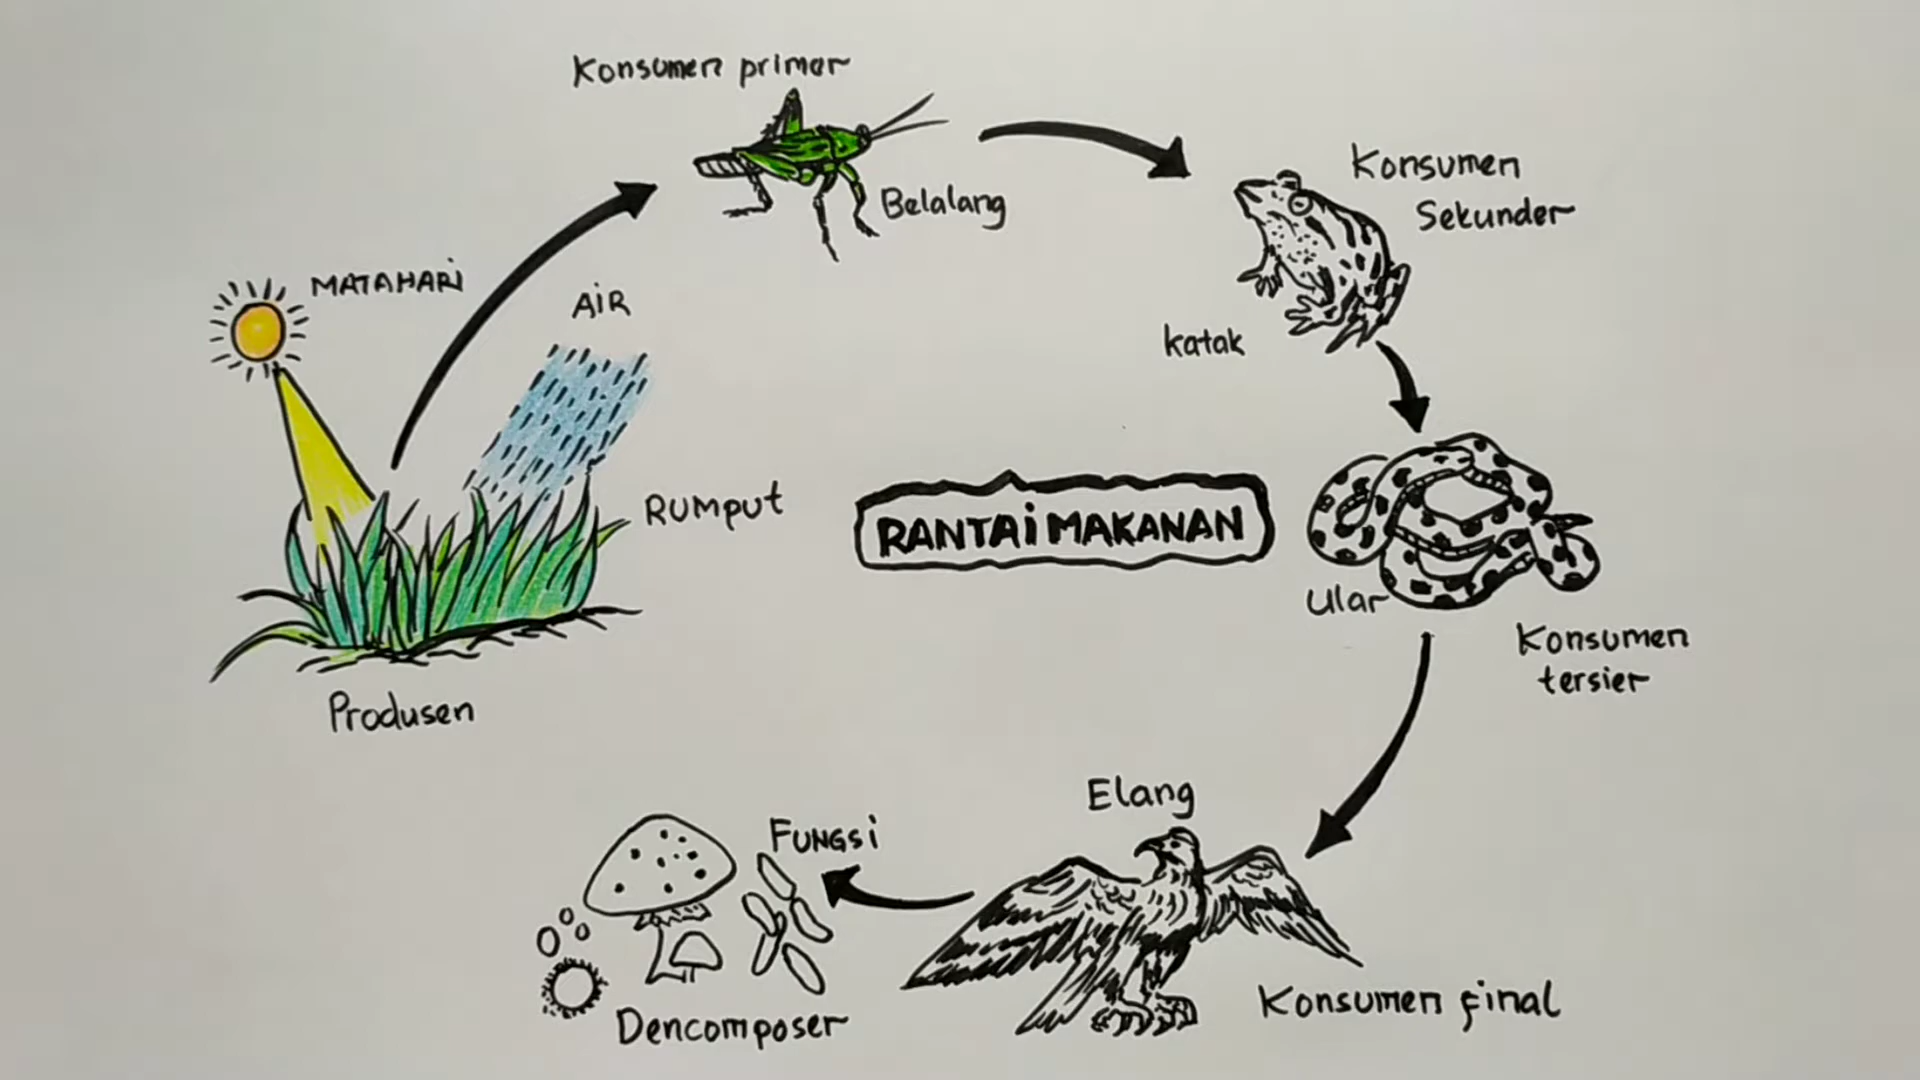 Konsumen primer
Belalang
Konsumen
Sekunder
katak
MATAHARi
AiR
RUMPUT
Produsen
RANTAi MAKANAN
Ular
Konsumen
tersier
Elang
Konsumen final
FUNGSi
Dencomposer